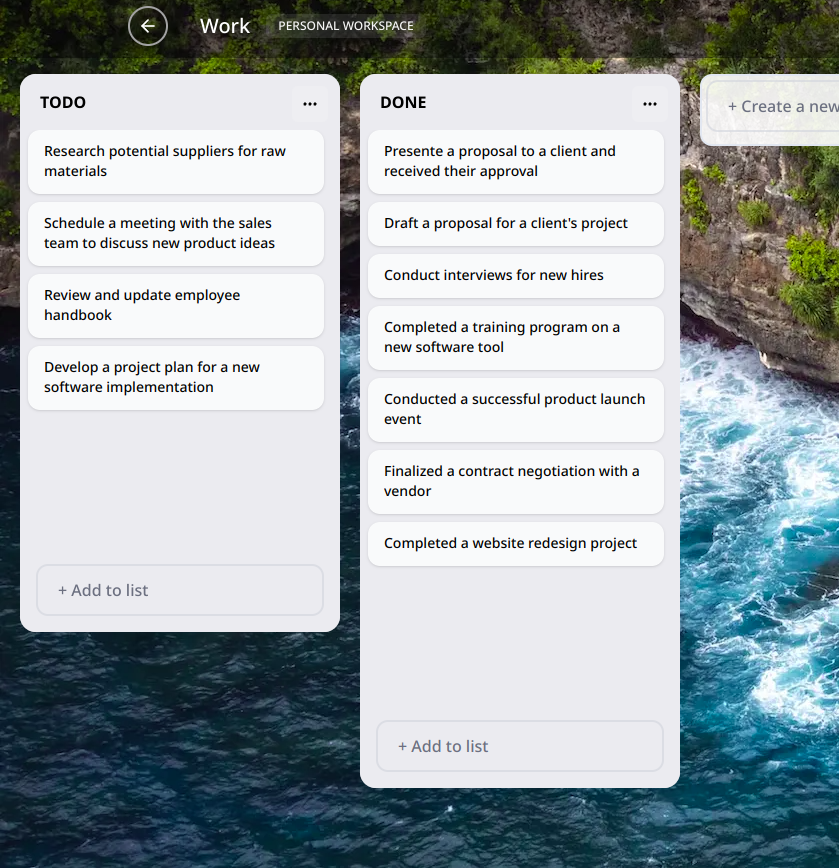 Work
PERSONAL WORKSPACE
TODO
Research potential suppliers for raw
materials
Schedule a meeting with the sales
team to discuss new product ideas
Review and update employee
handbook
Develop a project plan for a new
software implementation
+ Add to list
DONE
Presente a proposal to a client and
received their approval
Draft a proposal for a client's project
Conduct interviews for new hires
Completed a training program on a
new software tool
Conducted a successful product launch
event
Finalized a contract negotiation with a
vendor
Completed a website redesign project
+ Add to list
+ Create a new